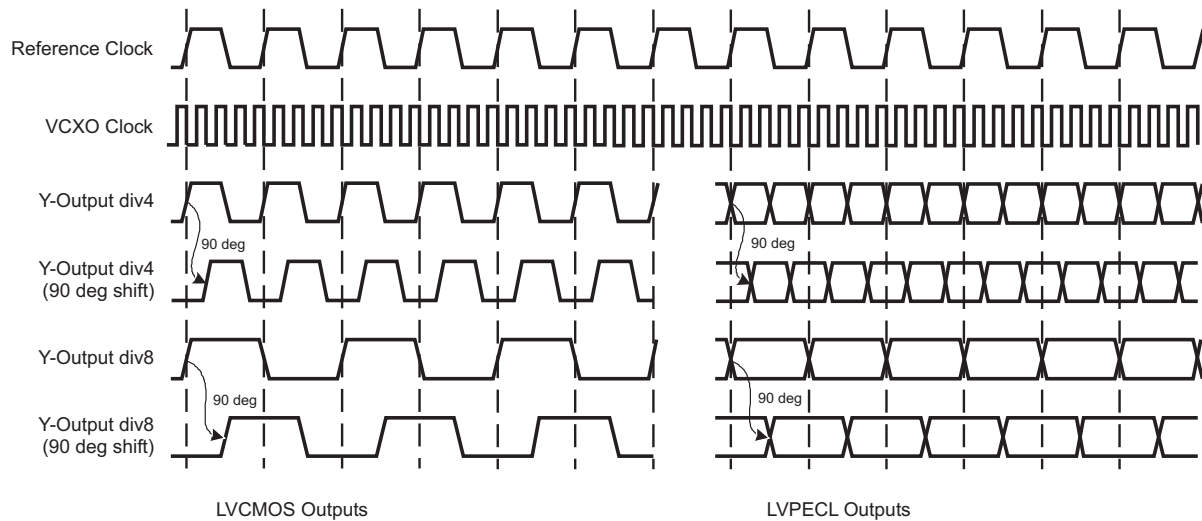 Reference Clock
VCXO Clock
Y-Output div4
90 deg
90 deg
Y-Output div4
(90 deg shift)
Y-Output div8
90 deg
90 deg
Y-Output div8
(90 deg shift)
LVCMOS Outputs
LVPECL Outputs